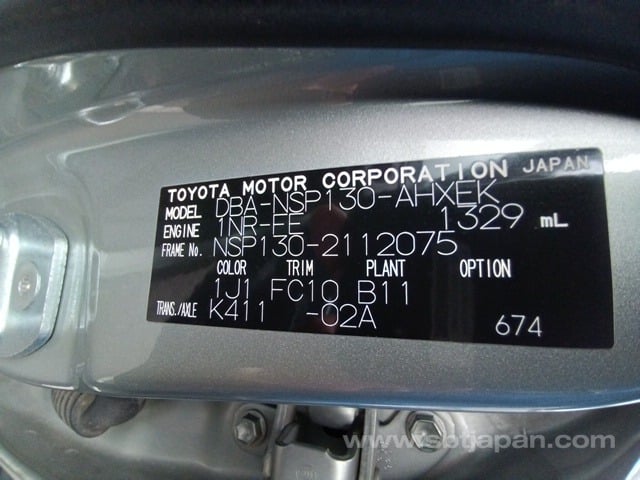 TOYOTA MOTOR CORPORATION JAPAN
MODEL DBA-NSP130-AHXEK
ENGINE 1NR-FE 1329 mL
FRAME No. NSP130-2112075
COLOR TRIM PLANT OPTION
1J1 FC10 B11
TRANS./AXLE K411 -02A
674
www.sbtjapan.com